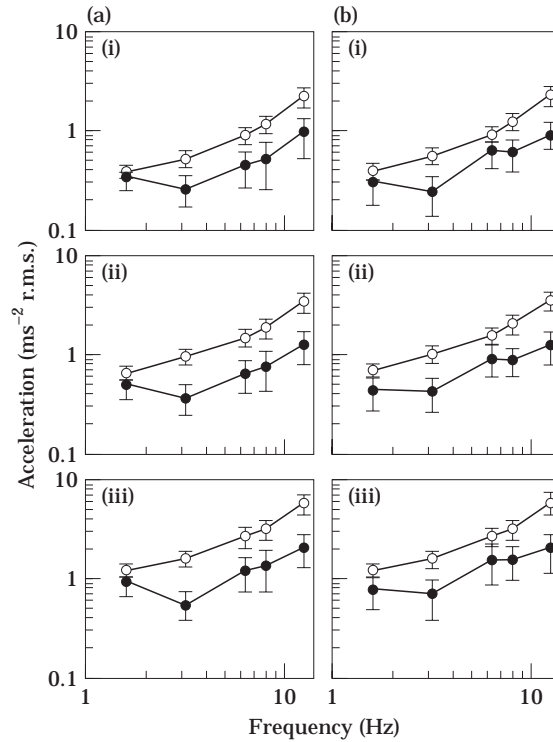 (a) (b)
10
(i) (i)
1
0.1
10
(ii) (ii)
1
0.1
10
(iii) (iii)
1
0.1
1 10 1 10
Acceleration (ms⁻² r.m.s.)
Frequency (Hz)